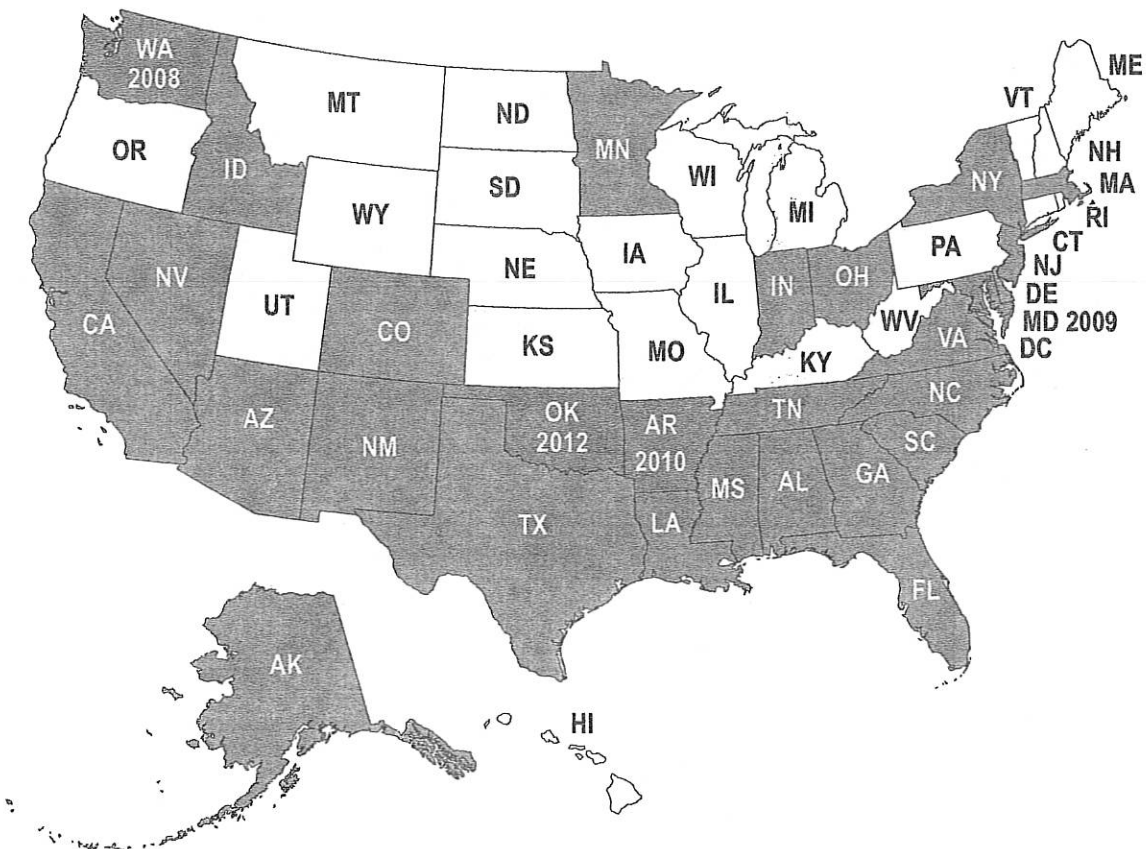 WA
2008
MT
ND
MN
OR
ID
SD
WI
MI
WY
NY
VT
ME
NH
MA
RI
CT
NJ
DE
MD 2009
DC
NV
UT
CA
CO
NE
IA
IL
IN
OH
PA
WV
VA
KS
MO
KY
AZ
NM
OK
2012
AR
2010
TN
NC
SC
MS
AL
GA
TX
LA
FL
AK
HI